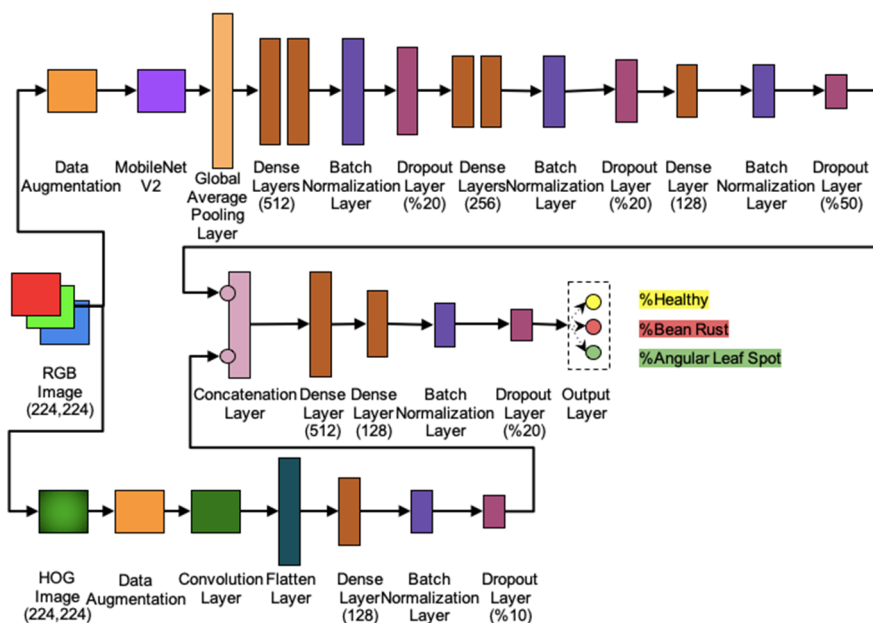 Data
Augmentation
MobileNet
V2
Global
Average
Pooling
Layer
Dense
Layers
(512)
Batch
Normalization
Layer
Dropout
Layer
(%20)
Dense
Layers
(256)
Batch
Normalization
Layer
Dropout
Layer
(%20)
Dense
Layer
(128)
Batch
Normalization
Layer
Dropout
Layer
(%50)
RGB
Image
(224,224)
Concatenation
Layer
Dense
Layer
(512)
Dense
Layer
(128)
Batch
Normalization
Layer
Dropout
Layer
(%20)
Output
Layer
%Healthy
%Bean Rust
%Angular Leaf Spot
HOG
Image
(224,224)
Data
Augmentation
Convolution
Layer
Flatten
Layer
Dense
Layer
(128)
Batch
Normalization
Layer
Dropout
Layer
(%10)